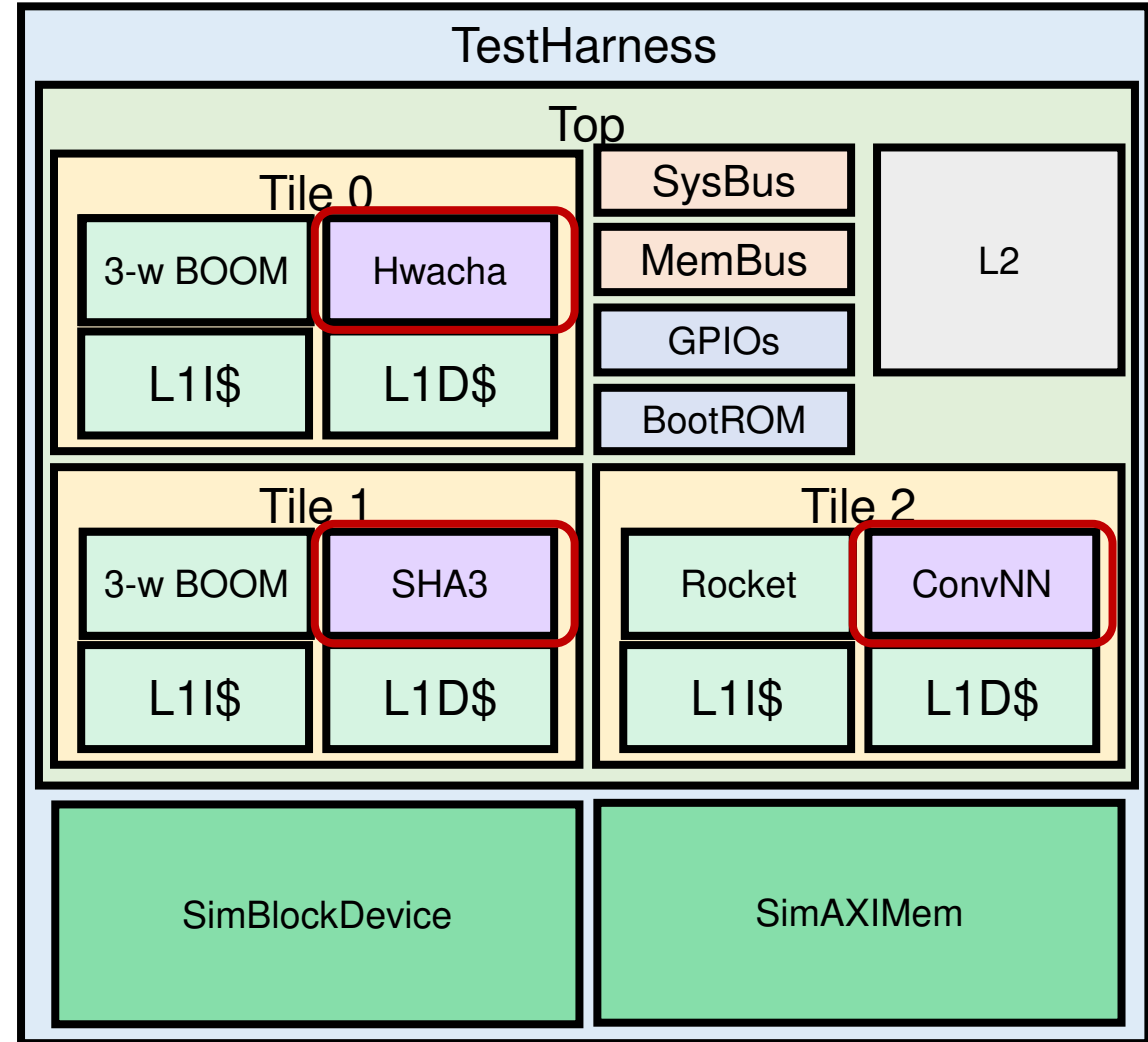 TestHarness
Top
Tile 0
3-w BOOM
Hwacha
L1I$
L1D$
SysBus
MemBus
GPIOs
BootROM
L2
Tile 1
3-w BOOM
SHA3
L1I$
L1D$
Tile 2
Rocket
ConvNN
L1I$
L1D$
SimBlockDevice
SimAXIMem